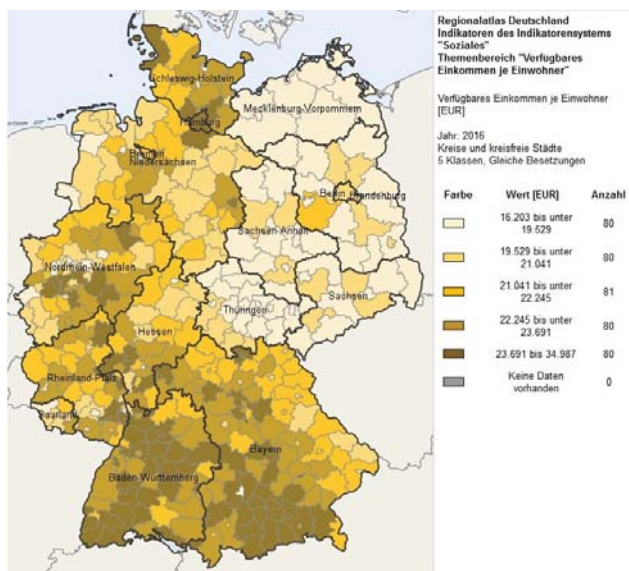 Regionalatlas Deutschland
Indikatoren des Indikatorensystems
"Soziales"
Themenbereich "Verfügbares
Einkommen je Einwohner"
Verfügbares Einkommen je Einwohner
[EUR]
Jahr: 2016
Kreise und kreisfreie Städte
5 Klassen, Gleiche Besetzungen
Farbe Wert [EUR] Anzahl
16.203 bis unter
19.529
80
19.529 bis unter
21.041
80
21.041 bis unter
22.245
81
22.245 bis unter
23.691
80
23.691 bis 34.987 80
Keine Daten
vorhanden
0
Schleswig-Holstein
Mecklenburg-Vorpommern
Hamburg
Bremen
Niedersachsen
Berlin
Brandenburg
Sachsen-Anhalt
Nordrhein-Westfalen
Sachsen
Thüringen
Hessen
Rheinland-Pfalz
Saarland
Bayern
Baden-Württemberg